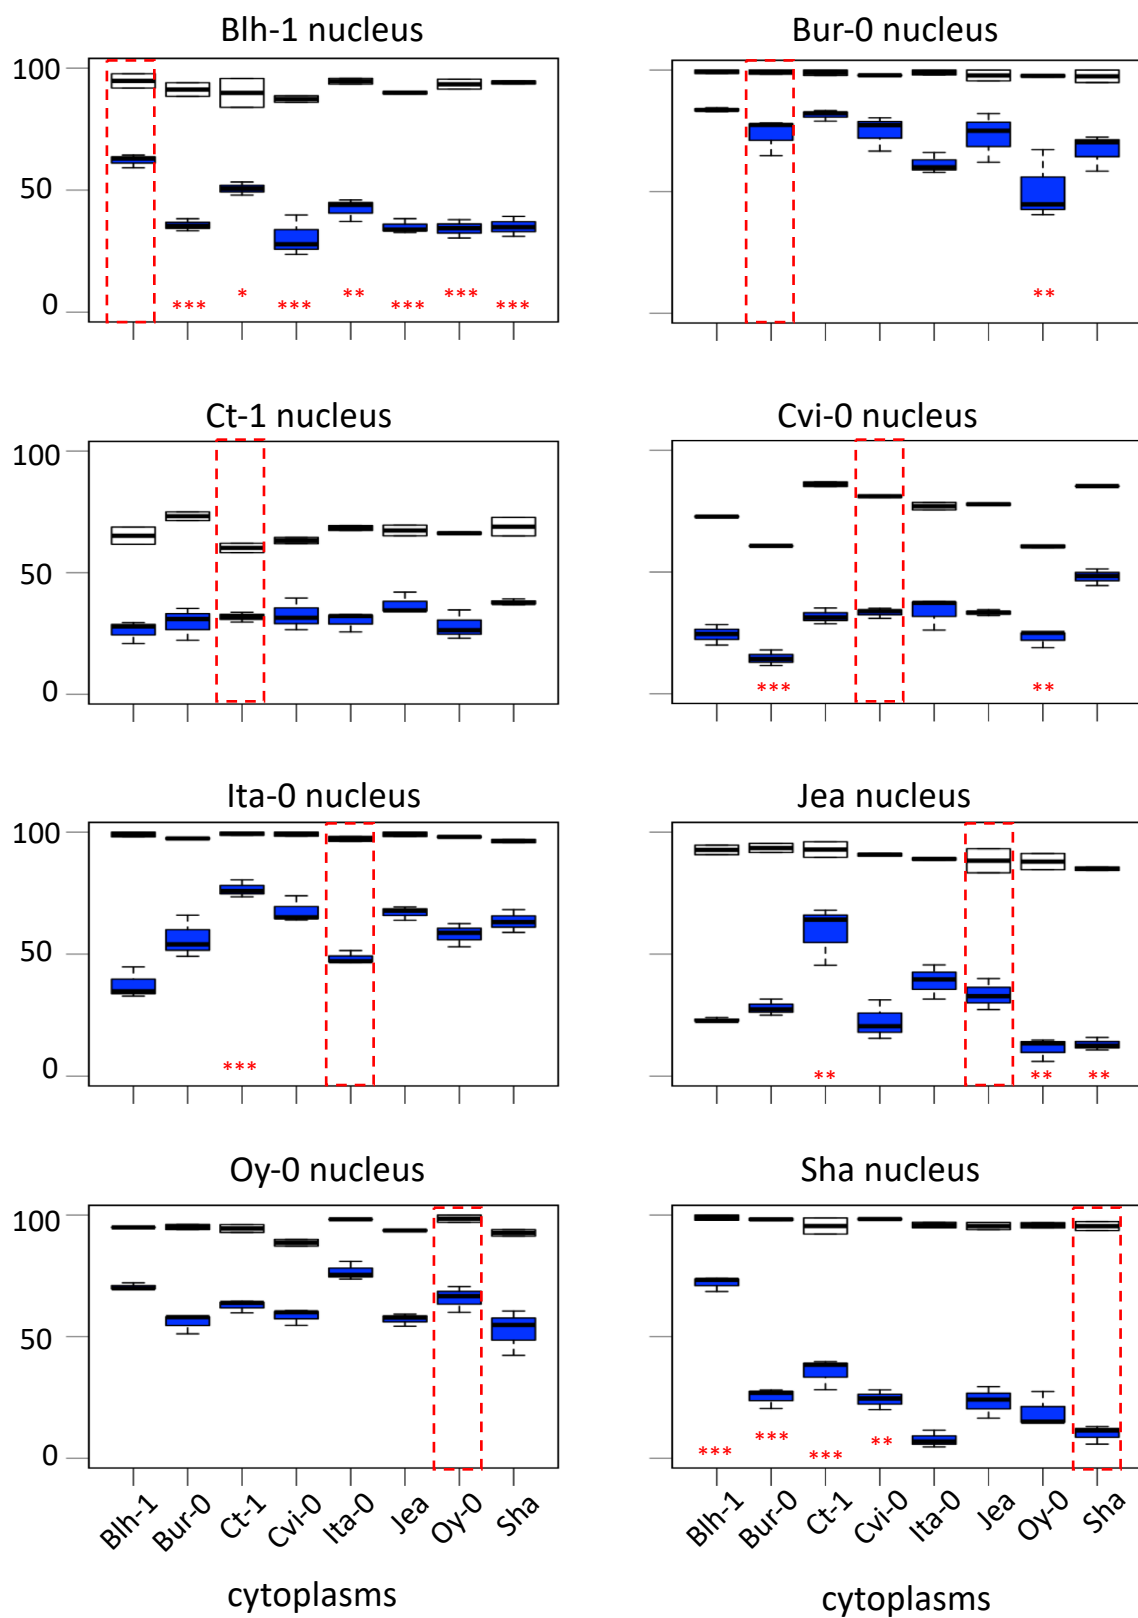 Blh-1 nucleus
Bur-0 nucleus
100
50
0
*** * *** ** *** *** ***
**
Ct-1 nucleus
Cvi-0 nucleus
100
50
0
*** **
Ita-0 nucleus
Jea nucleus
100
50
0
***
** ** **
Oy-0 nucleus
Sha nucleus
100
50
0
*** *** *** **
Blh-1 Bur-0 Ct-1 Cvi-0 Ita-0 Jea Oy-0 Sha
Blh-1 Bur-0 Ct-1 Cvi-0 Ita-0 Jea Oy-0 Sha
cytoplasms
cytoplasms